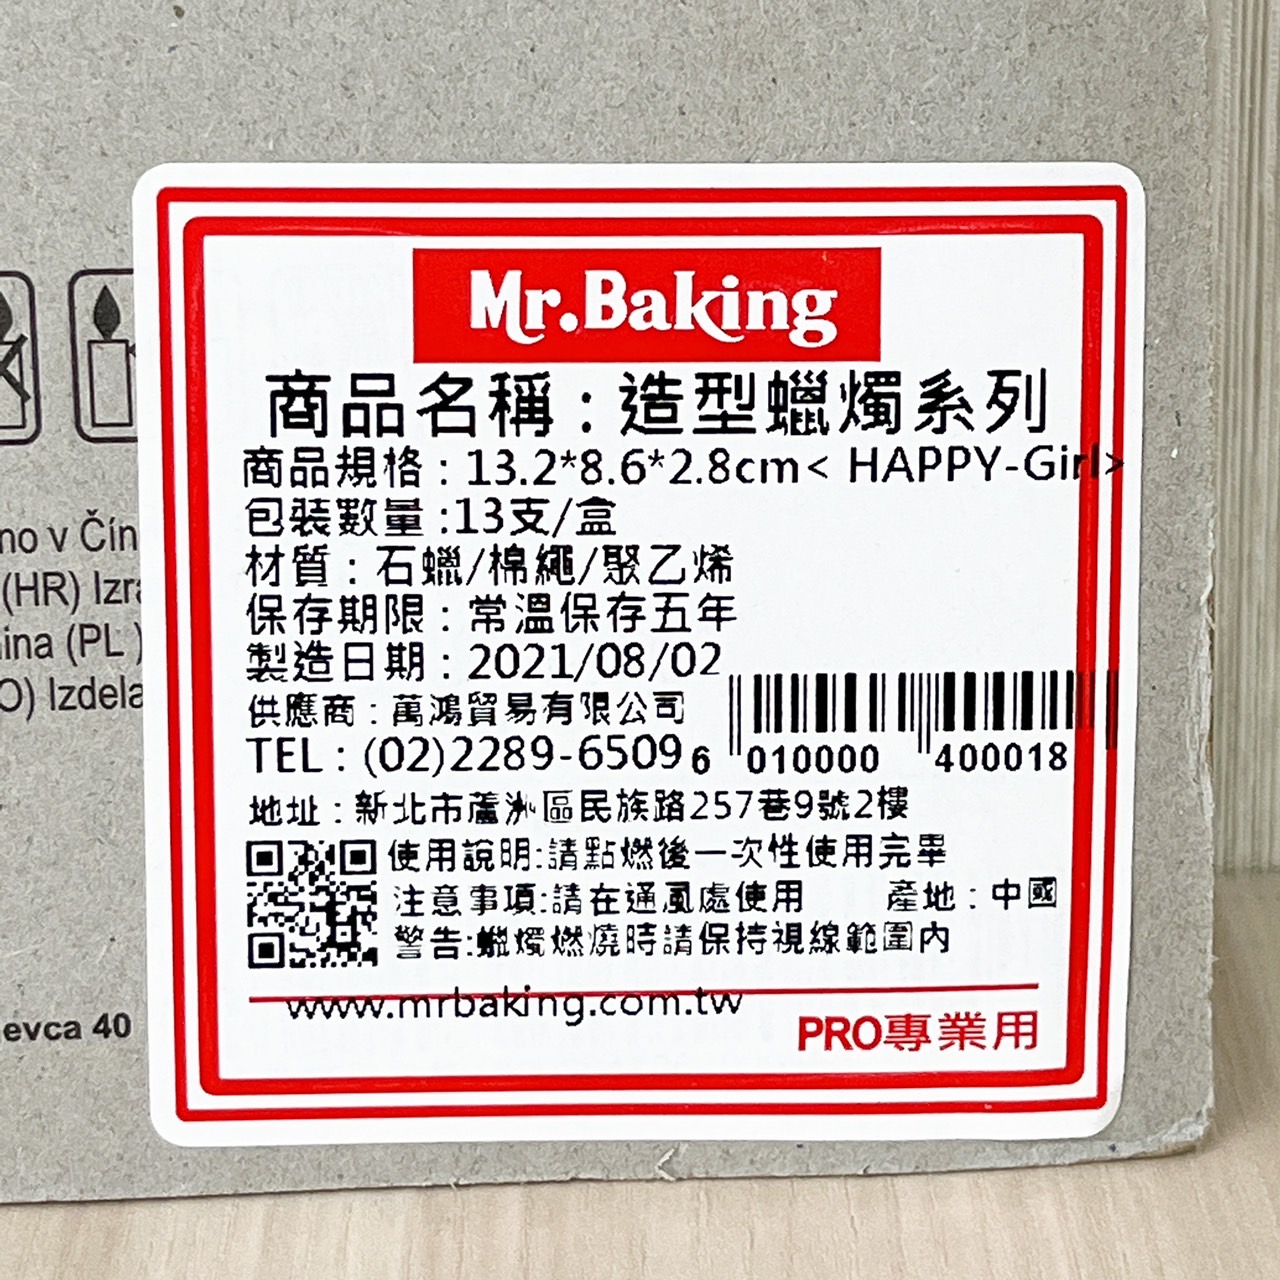 Mr.Baking
商品名稱：造型蠟燭系列
商品規格：13.2*8.6*2.8cm< HAPPY-Girl>
包裝數量:13支/盒
材質：石蠟/棉繩/聚乙烯
保存期限：常溫保存五年
製造日期：2021/08/02
供應商：萬鴻貿易有限公司
TEL：(02)2289-6509
6 010000 400018
地址：新北市蘆洲區民族路257巷9號2樓
使用說明:請點燃後一次性使用完畢
注意事項:請在通風處使用 產地：中國
警告:蠟燭燃燒時請保持視線範圍內
www.mrbaking.com.tw
PRO專業用
no v Čín
(HR) Izra
ina (PL )
O) Izdela
evca 40